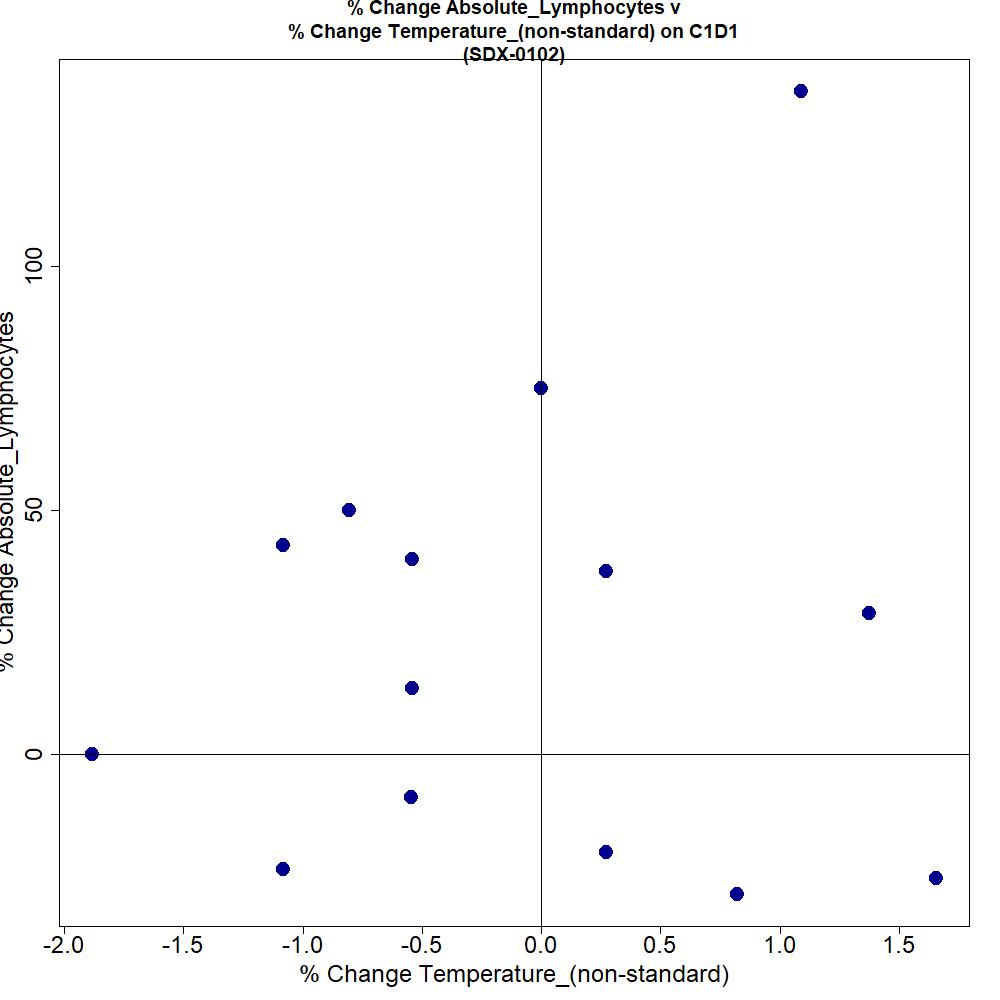 % Change Absolute_Lymphocytes v
% Change Temperature_(non-standard) on C1D1
(SDX-0102)
% Change Absolute_Lymphocytes
100
50
0
-2.0 -1.5 -1.0 -0.5 0.0 0.5 1.0 1.5
% Change Temperature_(non-standard)